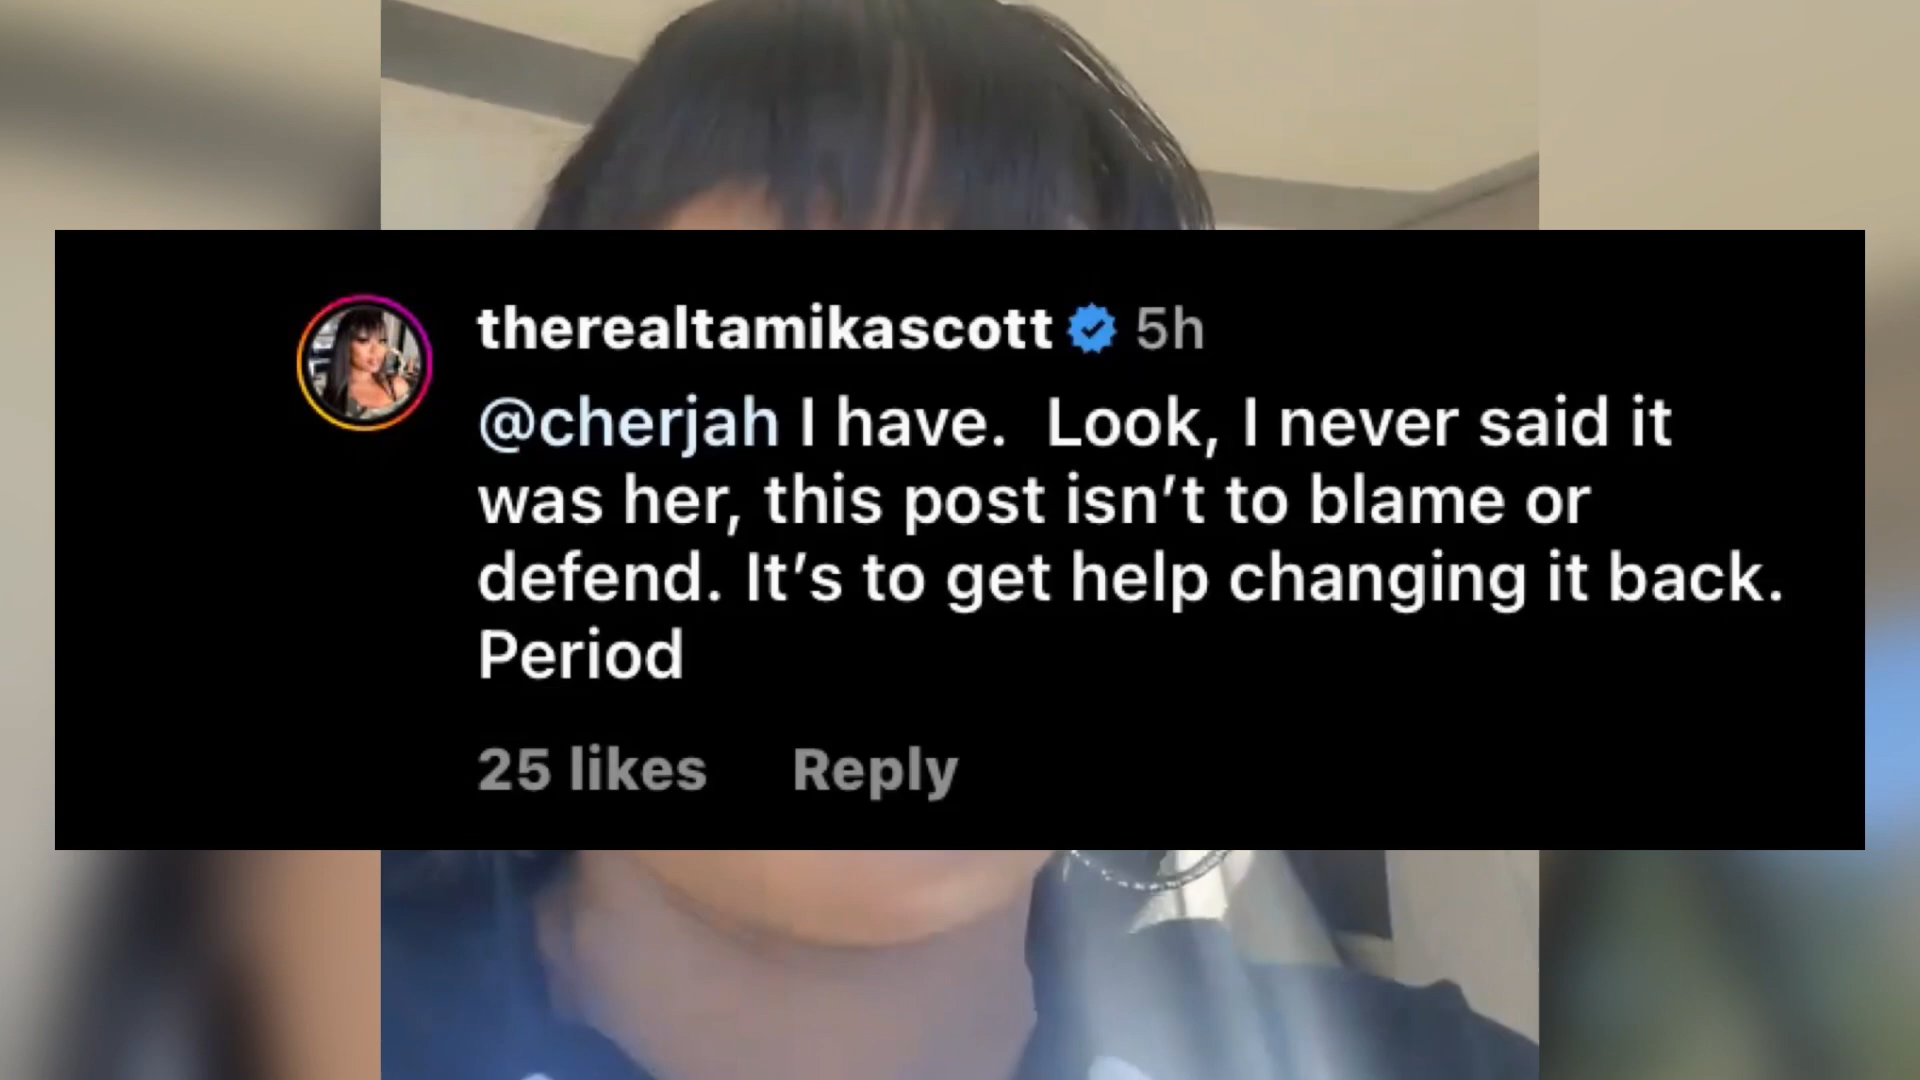 therealtamikascott 5h
@cherjah I have.  Look, I never said it
was her, this post isn’t to blame or
defend. It’s to get help changing it back.
Period
25 likes Reply